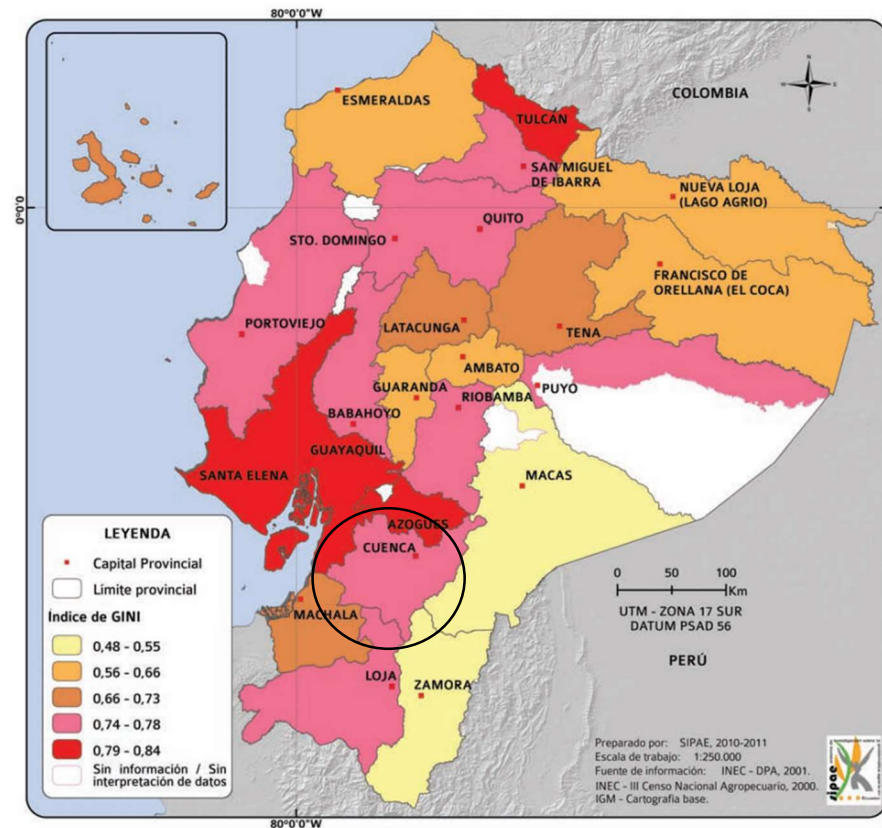 80°0'0"W
COLOMBIA
ESMERALDAS
TULCÁN
SAN MIGUEL
DE IBARRA
NUEVA LOJA
(LAGO AGRIO)
0°0'0
QUITO
STO. DOMINGO
FRANCISCO DE
ORELLANA (EL COCA)
PORTOVIEJO
LATACUNGA
TENA
AMBATO
GUARANDA
PUYO
RIOBAMBA
BABAHOYO
GUAYAQUIL
SANTA ELENA
MACAS
AZOGUES
CUENCA
MACHALA
LOJA
ZAMORA
LEYENDA
Capital Provincial
Límite provincial
Índice de GINI
0,48 - 0,55
0,56 - 0,66
0,66 - 0,73
0,74 - 0,78
0,79 - 0,84
Sin información / Sin
interpretación de datos
0 50 100
Km
UTM - ZONA 17 SUR
DATUM PSAD 56
PERÚ
Preparado por: SIPAE, 2010-2011
Escala de trabajo: 1:250.000
Fuente de información: INEC - DPA, 2001.
INEC - III Censo Nacional Agropecuario, 2000.
IGM - Cartografía base.
sipae
80°0'0"W